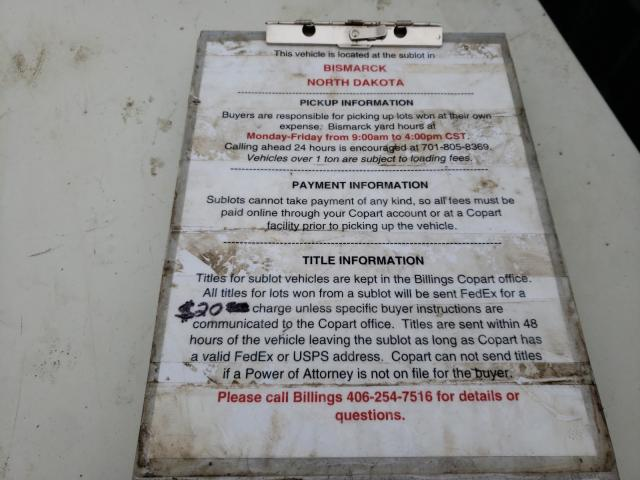 This vehicle is located at the sublot in
BISMARCK
NORTH DAKOTA
PICKUP INFORMATION
Buyers are responsible for picking up lots won at their own
expense. Bismarck yard hours at
Monday-Friday from 9:00am to 4:00pm CST.
Calling ahead 24 hours is encouraged at 701-805-8369.
Vehicles over 1 ton are subject to loading fees.
PAYMENT INFORMATION
Sublots cannot take payment of any kind, so all fees must be
paid online through your Copart account or at a Copart
facility prior to picking up the vehicle.
TITLE INFORMATION
Titles for sublot vehicles are kept in the Billings Copart office.
All titles for lots won from a sublot will be sent FedEx for a
$20 charge unless specific buyer instructions are
communicated to the Copart office. Titles are sent within 48
hours of the vehicle leaving the sublot as long as Copart has
a valid FedEx or USPS address. Copart can not send titles
if a Power of Attorney is not on file for the buyer.
Please call Billings 406-254-7516 for details or
questions.